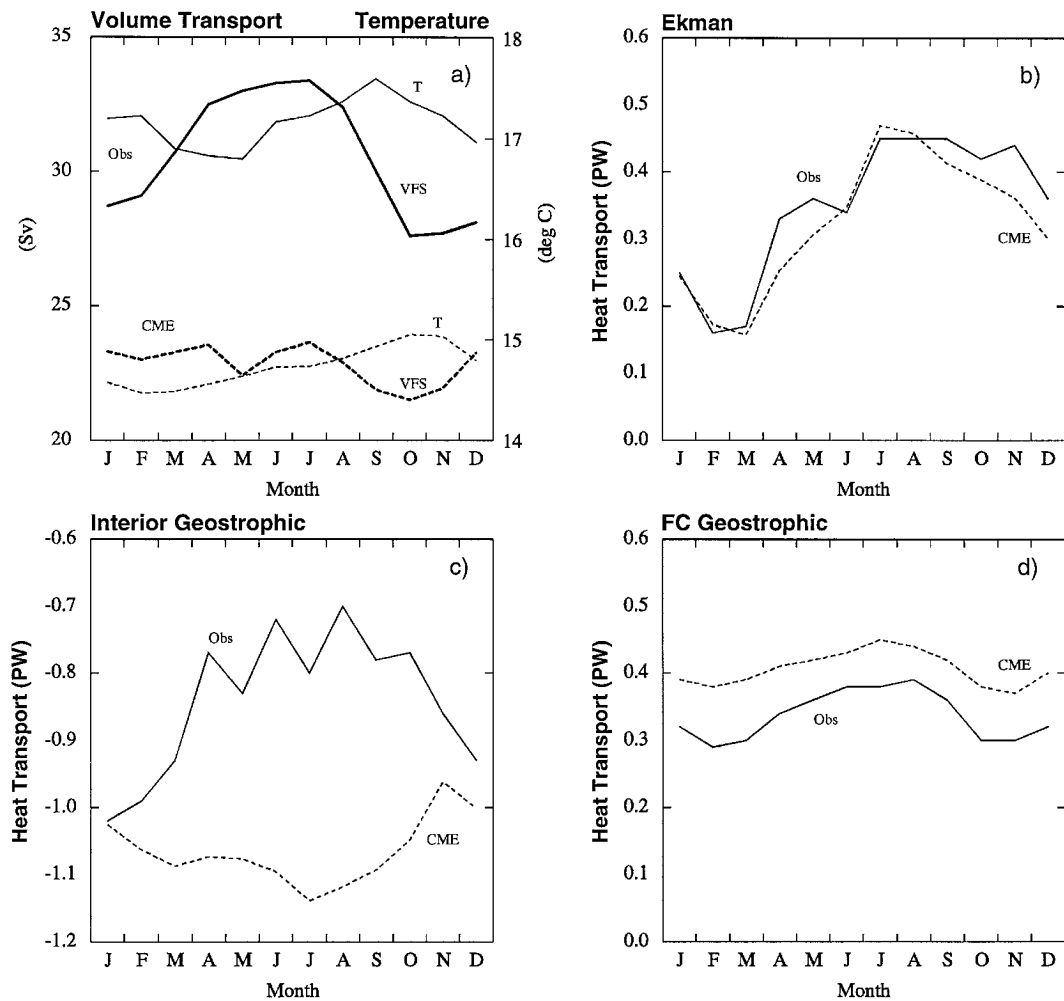 Volume Transport Temperature
35
30
25
20
(Sv)
18
17
16
15
14
(deg C)
a)
T
Obs
VFS
CME
T
VFS
J F M A M J J A S O N D
Month
Ekman
0.6
0.5
0.4
0.3
0.2
0.1
0.0
Heat Transport (PW)
b)
Obs
CME
J F M A M J J A S O N D
Month
Interior Geostrophic
-0.6
-0.7
-0.8
-0.9
-1.0
-1.1
-1.2
Heat Transport (PW)
c)
Obs
CME
J F M A M J J A S O N D
Month
FC Geostrophic
0.6
0.5
0.4
0.3
0.2
0.1
0.0
Heat Transport (PW)
d)
CME
Obs
J F M A M J J A S O N D
Month